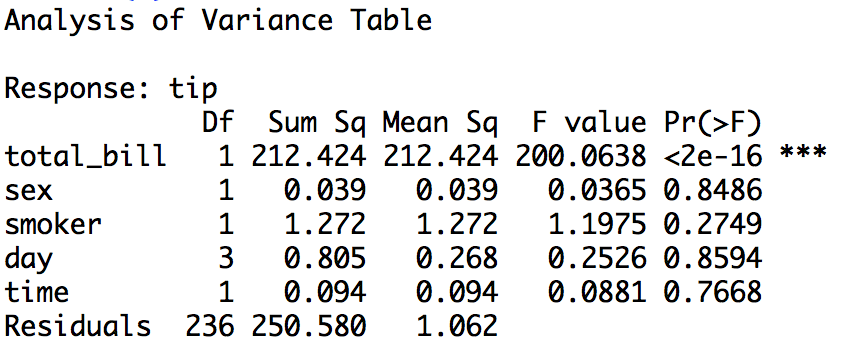 Analysis of Variance Table
Response: tip
Df Sum Sq Mean Sq F value Pr(>F)
total_bill 1 212.424 212.424 200.0638 <2e-16 ***
sex 1 0.039 0.039 0.0365 0.8486
smoker 1 1.272 1.272 1.1975 0.2749
day 3 0.805 0.268 0.2526 0.8594
time 1 0.094 0.094 0.0881 0.7668
Residuals 236 250.580 1.062